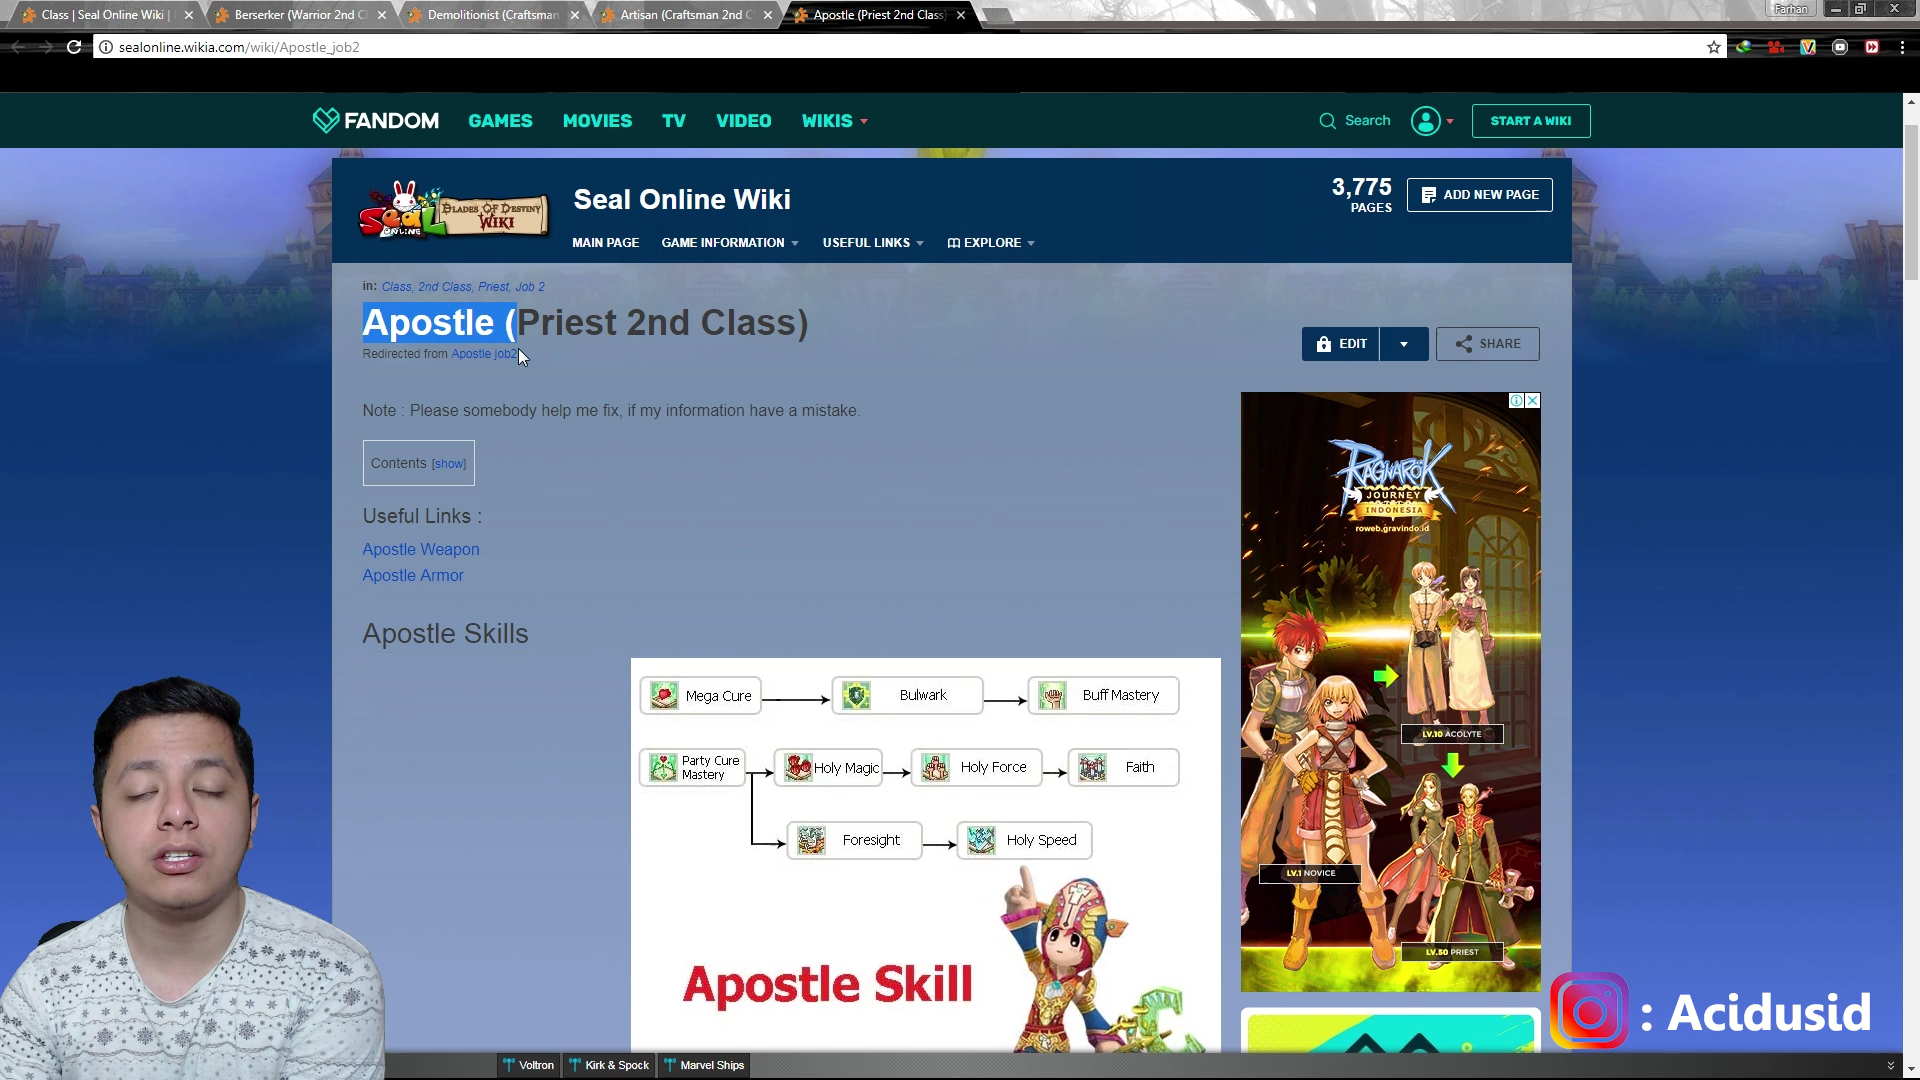 Class | Seal Online Wiki |
Berserker (Warrior 2nd C
Demolitionist (Craftsman
Artisan (Craftsman 2nd C
Apostle (Priest 2nd Class
Farhan
sealonline.wikia.com/wiki/Apostle_job2
FANDOM GAMES MOVIES TV VIDEO WIKIS
Search
START A WIKI
SEAL ONLINE
BLADES OF DESTINY
WIKI
Seal Online Wiki
3,775
PAGES
ADD NEW PAGE
MAIN PAGE GAME INFORMATION USEFUL LINKS EXPLORE
in: Class, 2nd Class, Priest, Job 2
Apostle (Priest 2nd Class)
Redirected from Apostle job2
EDIT
SHARE
Note : Please somebody help me fix, if my information have a mistake.
Contents [show]
Useful Links :
Apostle Weapon
Apostle Armor
Apostle Skills
Mega Cure
Bulwark
Buff Mastery
Party Cure
Mastery
Holy Magic
Holy Force
Faith
Foresight
Holy Speed
Apostle Skill
RAGNAROK
JOURNEY
INDONESIA
roweb.gravindo.id
LV.10 ACOLYTE
LV.1 NOVICE
LV.50 PRIEST
: Acidusid
Voltron
Kirk & Spock
Marvel Ships